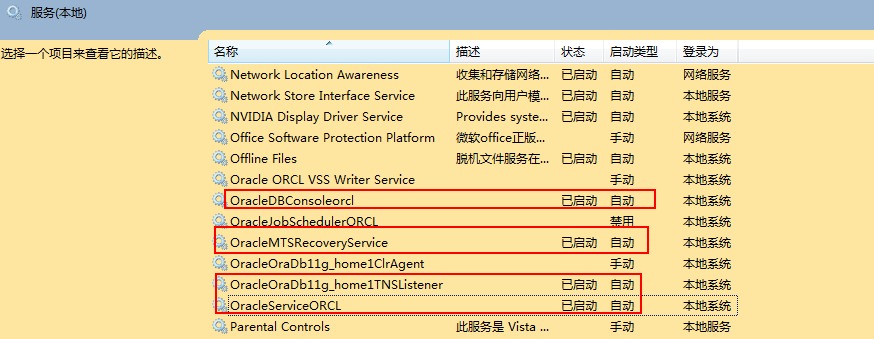 服务(本地)
选择一个项目来查看它的描述。
名称 描述 状态 启动类型 登录为
Network Location Awareness 收集和存储网络... 已启动 自动 网络服务
Network Store Interface Service 此服务向用户模... 已启动 自动 本地服务
NVIDIA Display Driver Service Provides syste... 已启动 自动 本地系统
Office Software Protection Platform 微软office正版... 手动 网络服务
Offline Files 脱机文件服务在... 已启动 自动 本地系统
Oracle ORCL VSS Writer Service 手动 本地系统
OracleDBConsoleorcl 已启动 自动 本地系统
OracleJobSchedulerORCL 禁用 本地系统
OracleMTSRecoveryService 已启动 自动 本地系统
OracleOraDb11g_home1ClrAgent 手动 本地系统
OracleOraDb11g_home1TNSListener 已启动 自动 本地系统
OracleServiceORCL 已启动 自动 本地系统
Parental Controls 此服务是 Vista ... 手动 本地服务